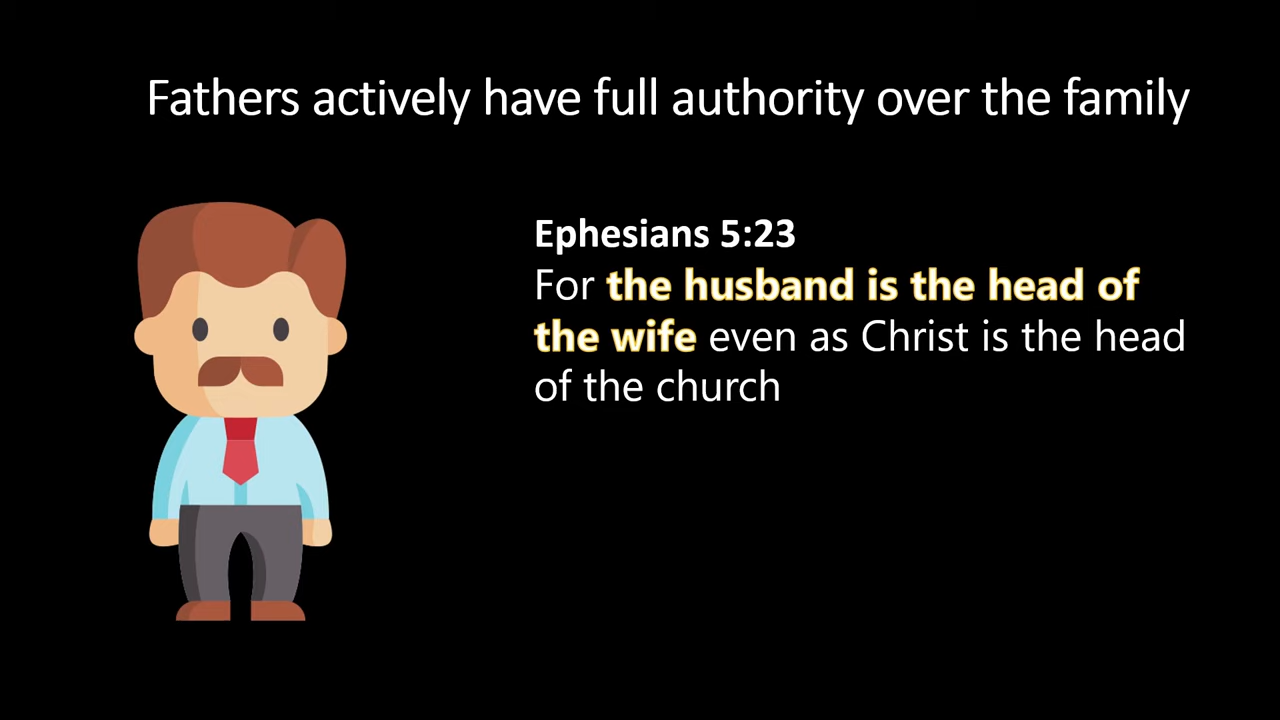 Fathers actively have full authority over the family
Ephesians 5:23
For the husband is the head of
the wife even as Christ is the head
of the church